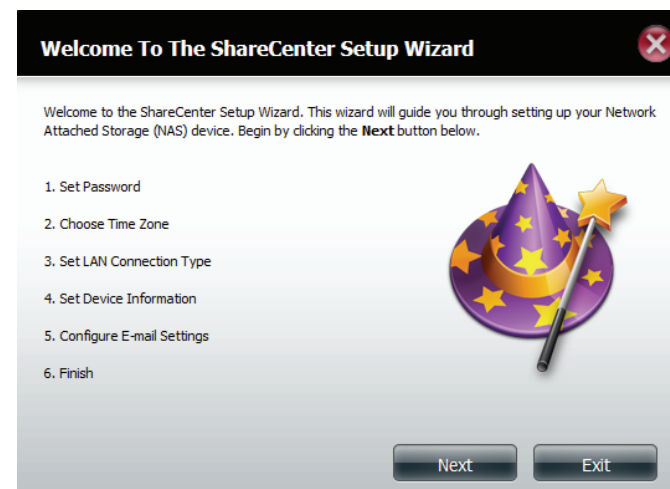 Welcome To The ShareCenter Setup Wizard
Welcome to the ShareCenter Setup Wizard. This wizard will guide you through setting up your Network
Attached Storage (NAS) device. Begin by clicking the Next button below.
1. Set Password
2. Choose Time Zone
3. Set LAN Connection Type
4. Set Device Information
5. Configure E-mail Settings
6. Finish
Next Exit